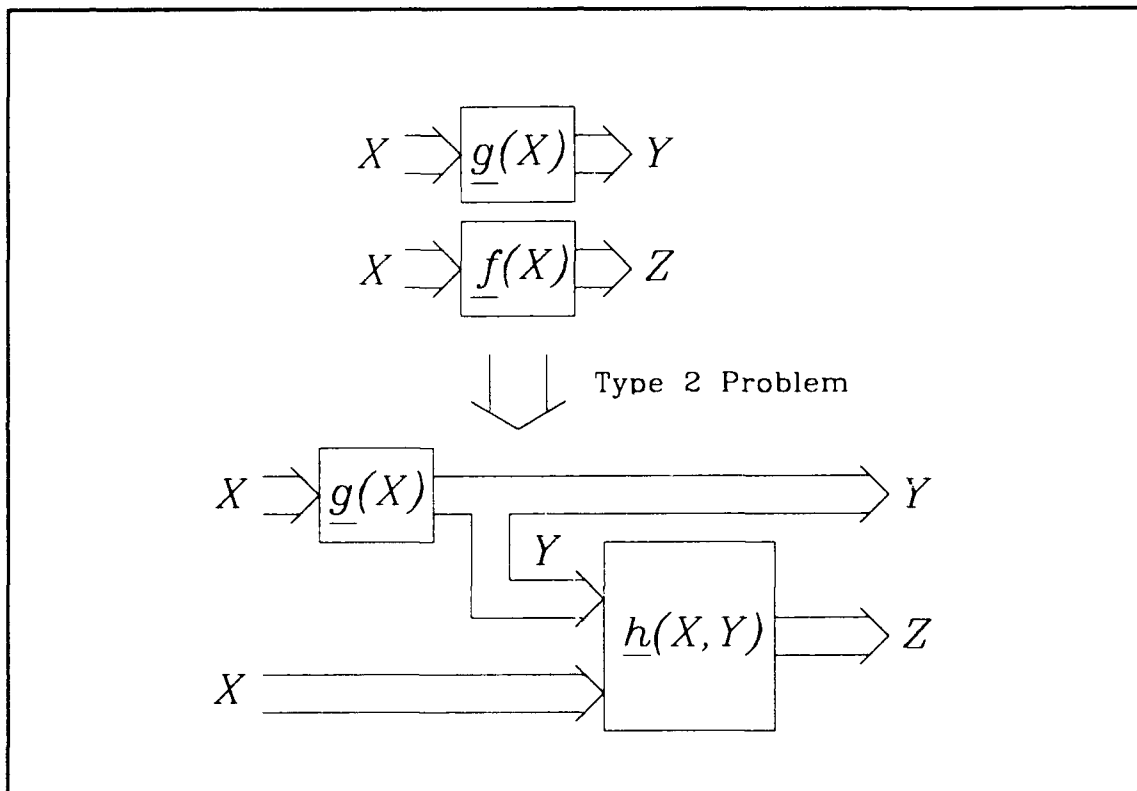 X g(X) Y
X f(X) Z
Type 2 Problem
X g(X) Y
Y
h(X,Y) Z
X